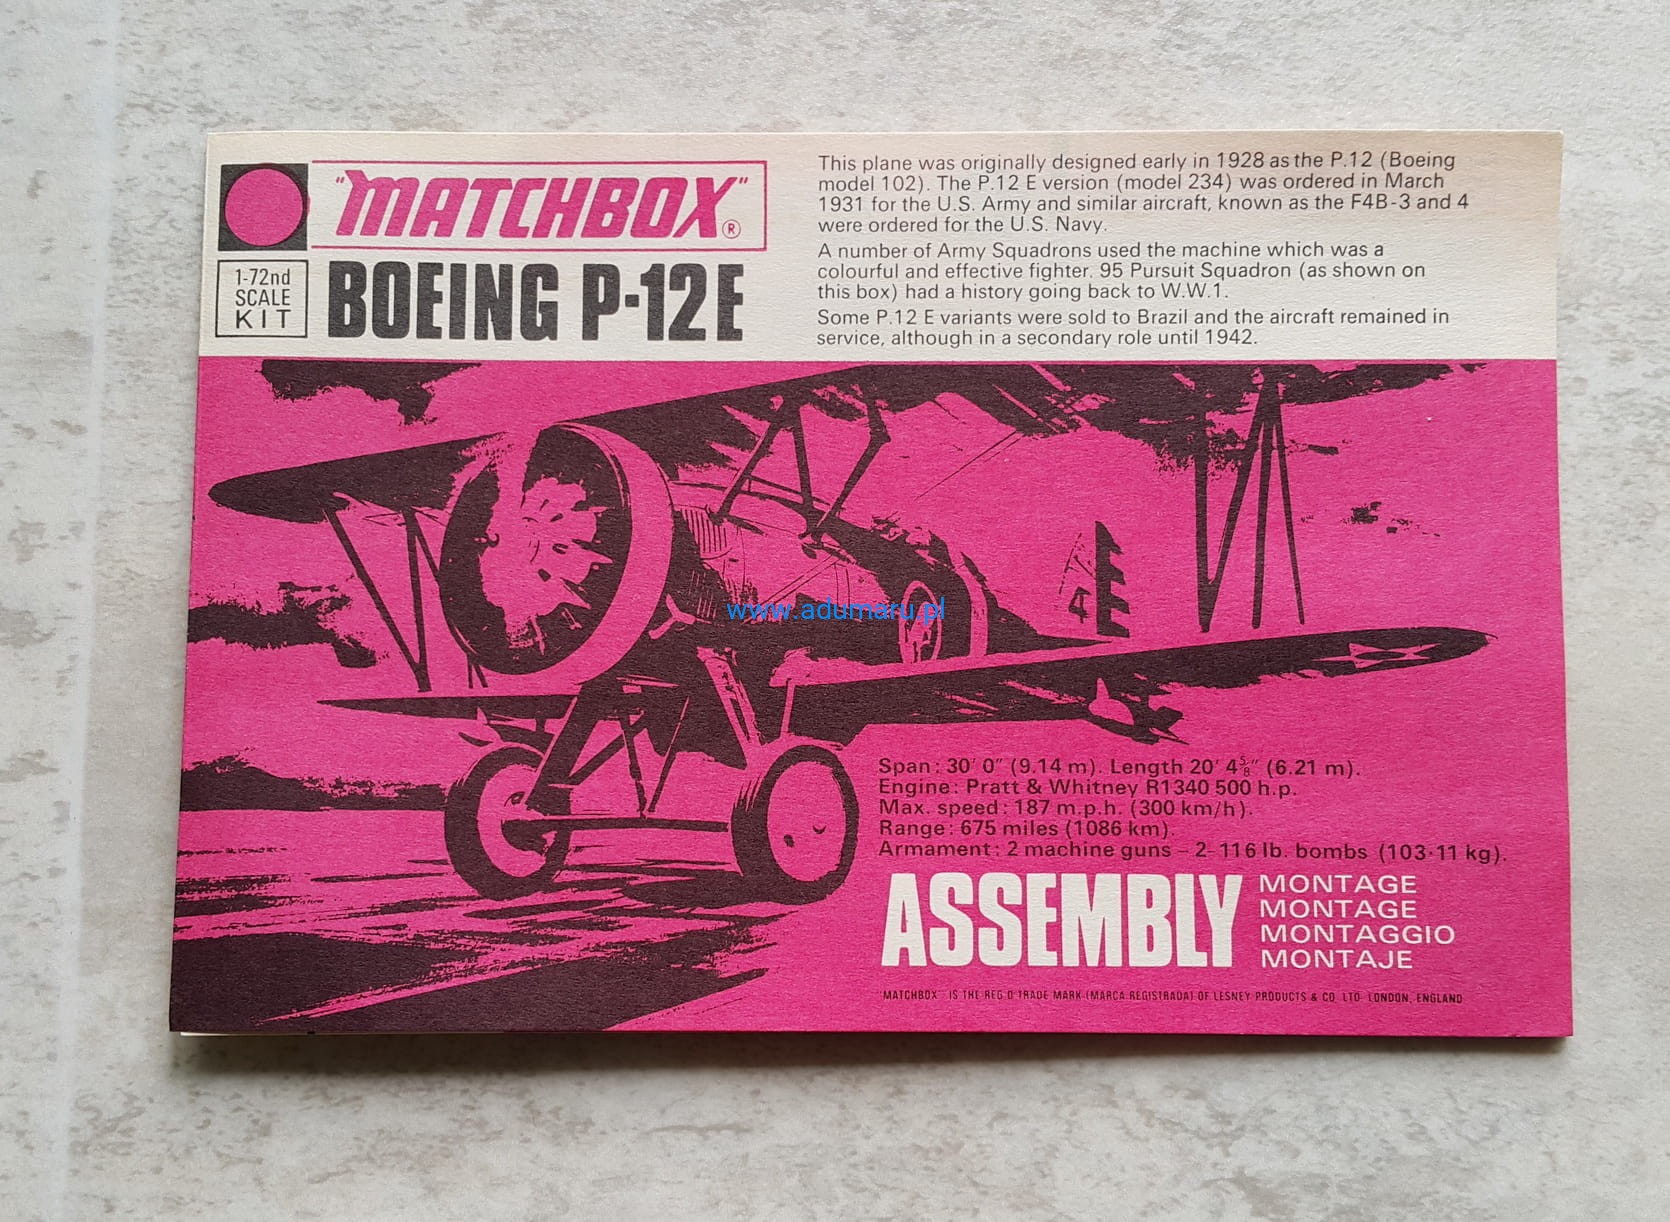 "MATCHBOX"®
1-72nd
SCALE
KIT
BOEING P-12E
This plane was originally designed early in 1928 as the P.12 (Boeing
model 102). The P.12 E version (model 234) was ordered in March
1931 for the U.S. Army and similar aircraft, known as the F4B-3 and 4
were ordered for the U.S. Navy.
A number of Army Squadrons used the machine which was a
colourful and effective fighter. 95 Pursuit Squadron (as shown on
this box) had a history going back to W.W.1.
Some P.12 E variants were sold to Brazil and the aircraft remained in
service, although in a secondary role until 1942.
4
www.adumaru.pl
Span: 30' 0" (9.14 m). Length 20' 4⅝" (6.21 m).
Engine: Pratt & Whitney R1340 500 h.p.
Max. speed: 187 m.p.h. (300 km/h).
Range: 675 miles (1086 km).
Armament: 2 machine guns – 2- 116 lb. bombs (103·11 kg).
ASSEMBLY
MONTAGE
MONTAGE
MONTAGGIO
MONTAJE
"MATCHBOX" IS THE REG'D TRADE MARK (MARCA REGISTRADA) OF LESNEY PRODUCTS & CO. LTD. LONDON, ENGLAND